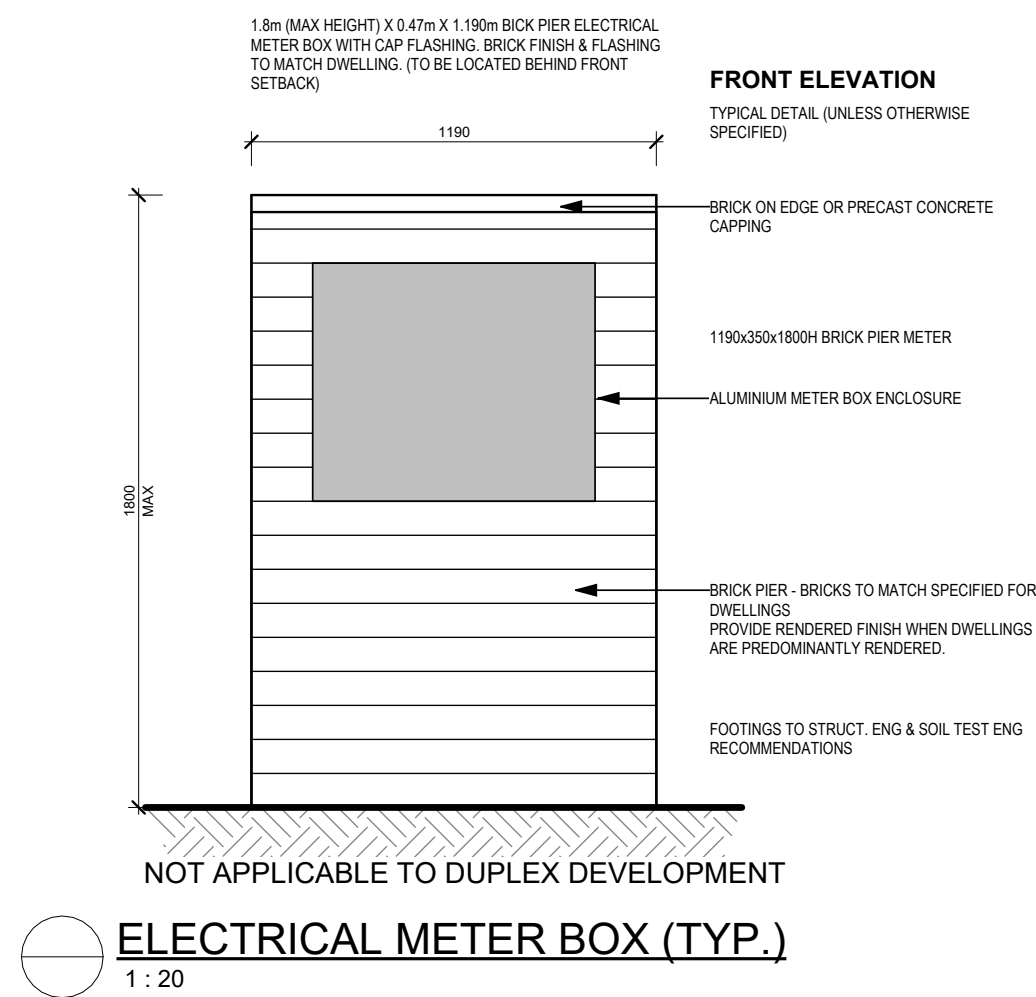 1.8m (MAX HEIGHT) X 0.47m X 1.190m BICK PIER ELECTRICAL
METER BOX WITH CAP FLASHING. BRICK FINISH & FLASHING
TO MATCH DWELLING. (TO BE LOCATED BEHIND FRONT
SETBACK)
FRONT ELEVATION
TYPICAL DETAIL (UNLESS OTHERWISE
SPECIFIED)
1190
BRICK ON EDGE OR PRECAST CONCRETE
CAPPING
1190x350x1800H BRICK PIER METER
ALUMINIUM METER BOX ENCLOSURE
1800
MAX
BRICK PIER - BRICKS TO MATCH SPECIFIED FOR
DWELLINGS
PROVIDE RENDERED FINISH WHEN DWELLINGS
ARE PREDOMINANTLY RENDERED.
FOOTINGS TO STRUCT. ENG & SOIL TEST ENG
RECOMMENDATIONS
NOT APPLICABLE TO DUPLEX DEVELOPMENT
ELECTRICAL METER BOX (TYP.)
1 : 20